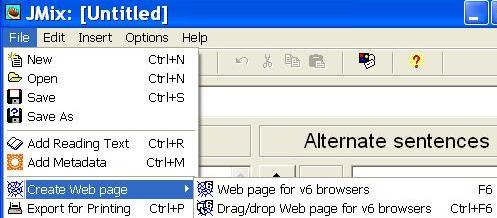 JMix: [Untitled]
File Edit Insert Options Help
New Ctrl+N
Open Ctrl+N
Save Ctrl+S
Save As
Add Reading Text Ctrl+R
Add Metadata Ctrl+M
Alternate sentences
Create Web page
Web page for v6 browsers F6
Export for Printing Ctrl+P
Drag/drop Web page for v6 browsers Ctrl+F6